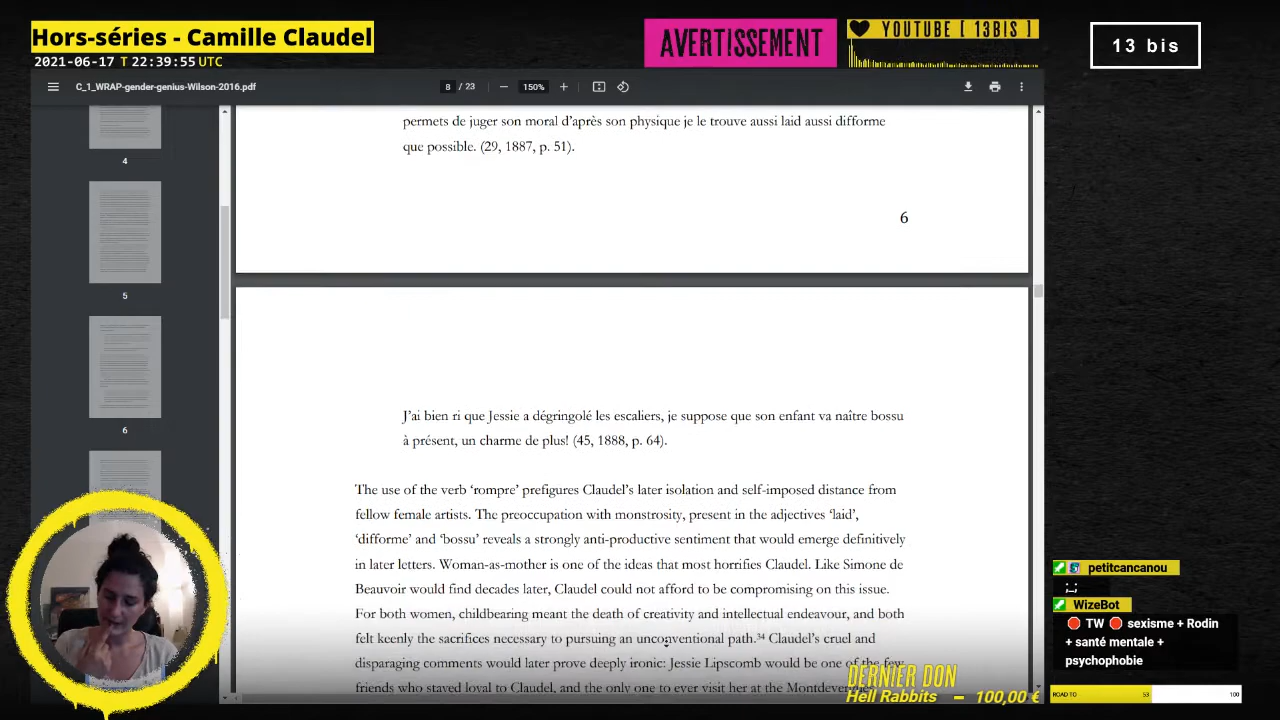 Hors-séries - Camille Claudel
2021-06-17 T 22:39:55 UTC
AVERTISSEMENT
YOUTUBE [ 13BIS ]
13 bis
C_1_WRAP-gender-genius-Wilson-2016.pdf
8 / 23
150%
4
5
6
permets de juger son moral d'après son physique je le trouve aussi laid aussi difforme
que possible. (29, 1887, p. 51).
6
J'ai bien ri que Jessie a dégringolé les escaliers, je suppose que son enfant va naître bossu
à présent, un charme de plus! (45, 1888, p. 64).
The use of the verb 'rompre' prefigures Claudel's later isolation and self-imposed distance from
fellow female artists. The preoccupation with monstrosity, present in the adjectives 'laid',
'difforme' and 'bossu' reveals a strongly anti-productive sentiment that would emerge definitively
in later letters. Woman-as-mother is one of the ideas that most horrifies Claudel. Like Simone de
Beauvoir would find decades later, Claudel could not afford to be compromising on this issue.
For both women, childbearing meant the death of creativity and intellectual endeavour, and both
felt keenly the sacrifices necessary to pursuing an unconventional path.³⁴ Claudel's cruel and
disparaging comments would later prove deeply ironic: Jessie Lipscomb would be one of the few
friends who stayed loyal to Claudel, and the only one to ever visit her at the
petitcancanou
;_;
WizeBot
TW sexisme + Rodin
+ santé mentale +
psychophobie
DERNIER DON
Hell Rabbits – 100,00 €
ROAD TO 53 100